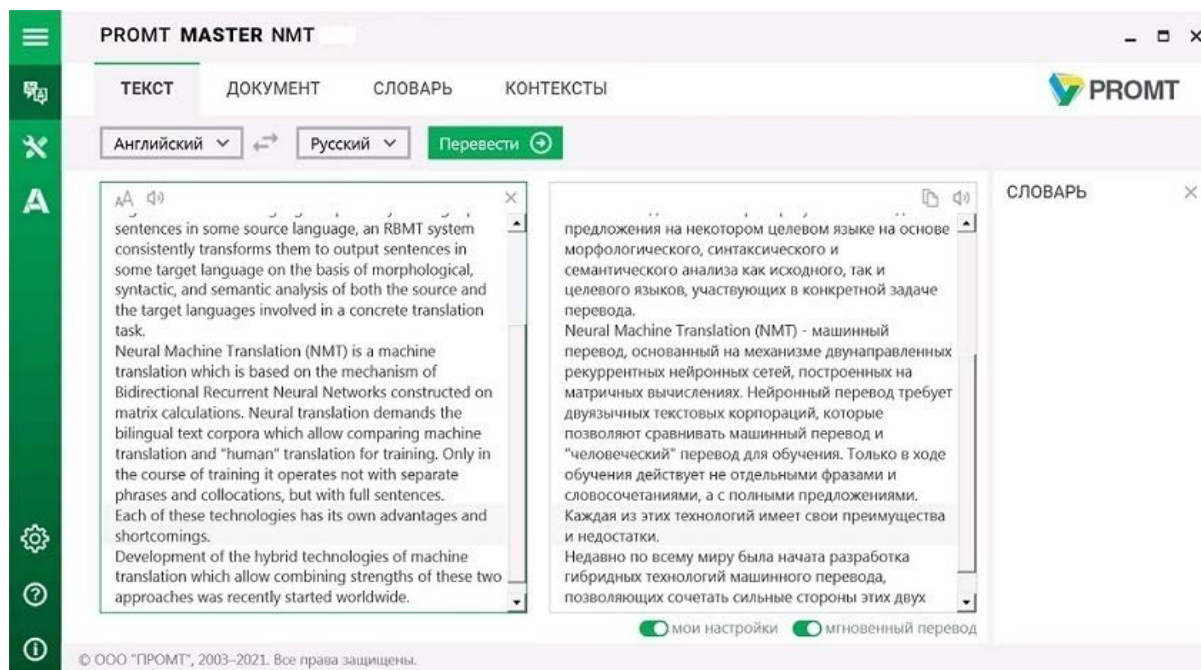 PROMT MASTER NMT
ТЕКСТ
ДОКУМЕНТ
СЛОВАРЬ
КОНТЕКСТЫ
PROMT
Английский
Русский
Перевести
sentences in some source language, an RBMT system
consistently transforms them to output sentences in
some target language on the basis of morphological,
syntactic, and semantic analysis of both the source and
the target languages involved in a concrete translation
task.
Neural Machine Translation (NMT) is a machine
translation which is based on the mechanism of
Bidirectional Recurrent Neural Networks constructed on
matrix calculations. Neural translation demands the
bilingual text corpora which allow comparing machine
translation and "human" translation for training. Only in
the course of training it operates not with separate
phrases and collocations, but with full sentences.
Each of these technologies has its own advantages and
shortcomings.
Development of the hybrid technologies of machine
translation which allow combining strengths of these two
approaches was recently started worldwide.
предложения на некотором целевом языке на основе
морфологического, синтаксического и
семантического анализа как исходного, так и
целевого языков, участвующих в конкретной задаче
перевода.
Neural Machine Translation (NMT) - машинный
перевод, основанный на механизме двунаправленных
рекуррентных нейронных сетей, построенных на
матричных вычислениях. Нейронный перевод требует
двуязычных текстовых корпораций, которые
позволяют сравнивать машинный перевод и
"человеческий" перевод для обучения. Только в ходе
обучения действует не отдельными фразами и
словосочетаниями, а с полными предложениями.
Каждая из этих технологий имеет свои преимущества
и недостатки.
Недавно по всему миру была начата разработка
гибридных технологий машинного перевода,
позволяющих сочетать сильные стороны этих двух
СЛОВАРЬ
мои настройки
мгновенный перевод
© ООО "ПРОМТ", 2003–2021. Все права защищены.